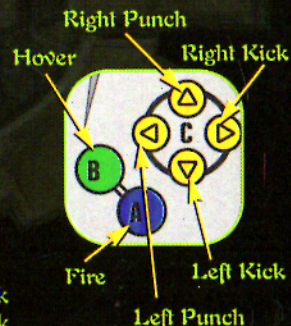 Right Punch
Right Kick
Hover
C
B
A
Fire
Left Kick
k
k
Left Punch